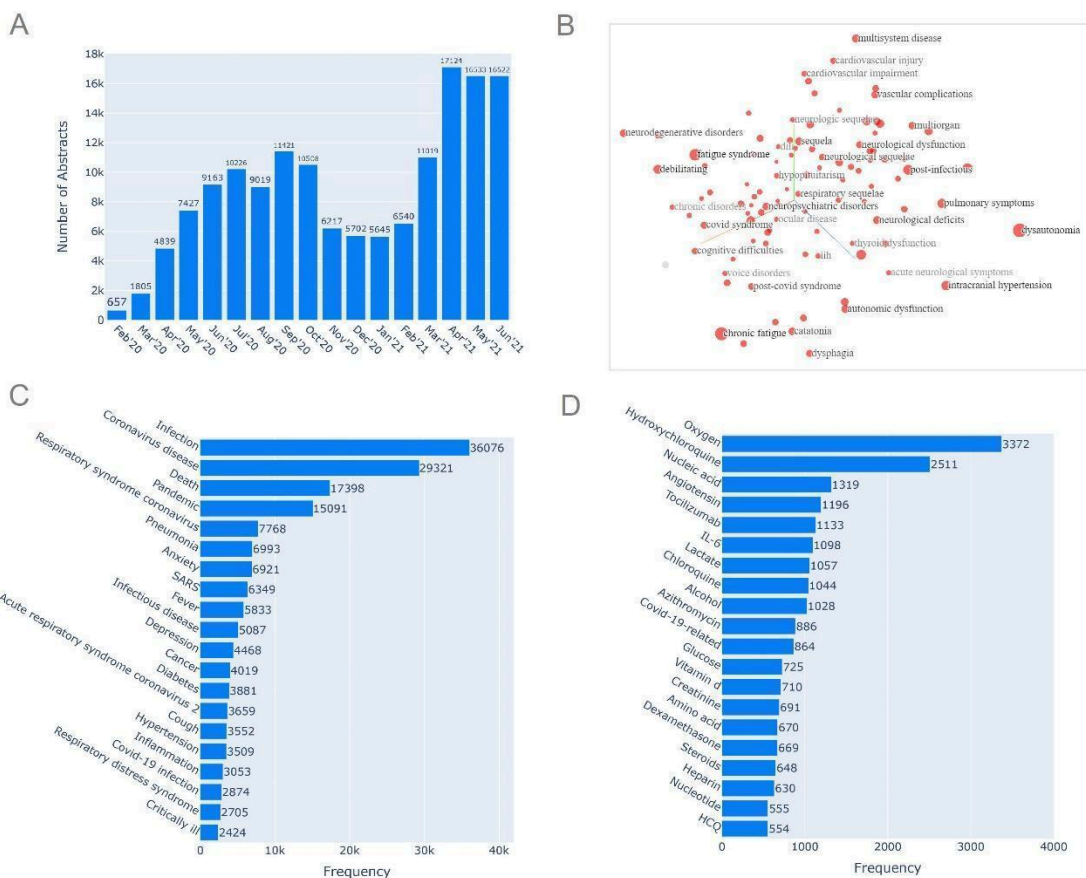 A
Number of Abstracts
18k
16k
14k
12k
10k
8k
6k
4k
2k
0
657
1805
4839
7427
9163
10226
9019
11421
10508
6217
5702
5645
6540
11019
17124
16533
16522
Feb'20
Mar'20
Apr'20
May'20
Jun'20
Jul'20
Aug'20
Sep'20
Oct'20
Nov'20
Dec'20
Jan'21
Feb'21
Mar'21
Apr'21
May'21
Jun'21
B
multisystem disease
cardiovascular injury
cardiovascular impairment
vascular complications
neurologic sequelae
multiorgan
neurodegenerative disorders
sequela
dili
neurological dysfunction
fatigue syndrome
neurological sequelae
debilitating
post-infectious
hypopituitarism
respiratory sequelae
chronic disorders
neuropsychiatric disorders
pulmonary symptoms
ocular disease
neurological deficits
covid syndrome
dysautonomia
cognitive difficulties
thyroid dysfunction
iih
voice disorders
acute neurological symptoms
post-covid syndrome
intracranial hypertension
autonomic dysfunction
chronic fatigue
catatonia
dysphagia
C
Infection
36076
Coronavirus disease
29321
Death
17398
Pandemic
15091
Respiratory syndrome coronavirus
7768
Pneumonia
6993
Anxiety
6921
SARS
6349
Fever
5833
Infectious disease
5087
Depression
4468
Cancer
4019
Diabetes
3881
Acute respiratory syndrome coronavirus 2
3659
Cough
3552
Hypertension
3509
Inflammation
3053
Covid-19 infection
2874
Respiratory distress syndrome
2705
Critically ill
2424
0
10k
20k
30k
40k
Frequency
D
Oxygen
3372
Hydroxychloroquine
2511
Nucleic acid
1319
Angiotensin
1196
Tocilizumab
1133
IL-6
1098
Lactate
1057
Chloroquine
1044
Alcohol
1028
Azithromycin
886
Covid-19-related
864
Glucose
725
Vitamin d
710
Creatinine
691
Amino acid
670
Dexamethasone
669
Steroids
648
Heparin
630
Nucleotide
555
HCQ
554
0
1000
2000
3000
4000
Frequency